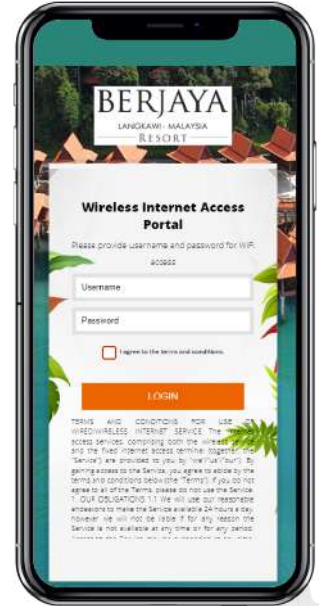 BERJAYA
LANGKAWI - MALAYSIA
RESORT
Wireless Internet Access
Portal
Please provide username and password for WiFi
access
Username
Password
I agree to the terms and conditions.
LOGIN
TERMS AND CONDITIONS FOR USE OF
WIRED/WIRELESS INTERNET SERVICE The internet
access services, comprising both the wireless
and the fixed internet access terminal (together, the
"Service") are provided to you by "we"/"us"/"our"). By
gaining access to the Service, you agree to abide by the
terms and conditions below (the "Terms"). If you do not
agree to all of the Terms, please do not use the Service.
1. OUR OBLIGATIONS 1.1 We will use our reasonable
endeavors to make the Service available 24 hours a day,
however we will not be liable if for any reason the
Service is not available at any time or for any period.